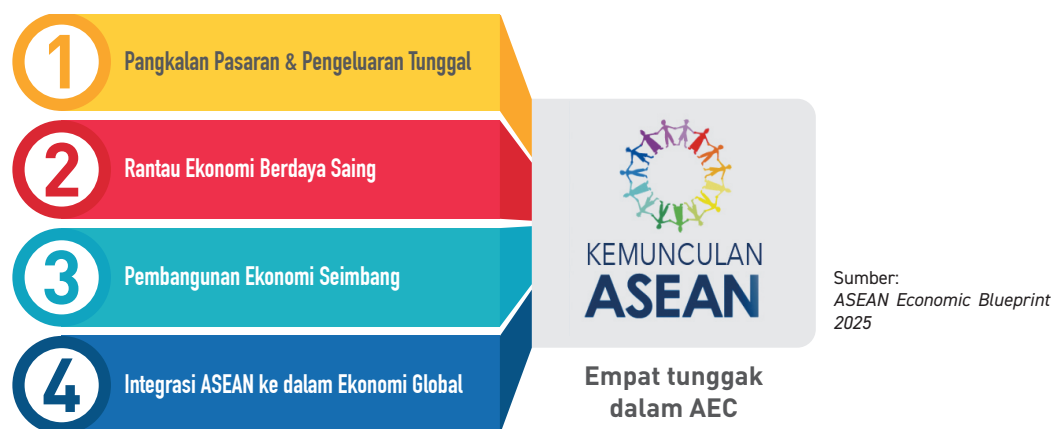 1
Pangkalan Pasaran & Pengeluaran Tunggal
2
Rantau Ekonomi Berdaya Saing
3
Pembangunan Ekonomi Seimbang
4
Integrasi ASEAN ke dalam Ekonomi Global
KEMUNCULAN
ASEAN
Empat tunggak
dalam AEC
Sumber:
ASEAN Economic Blueprint
2025